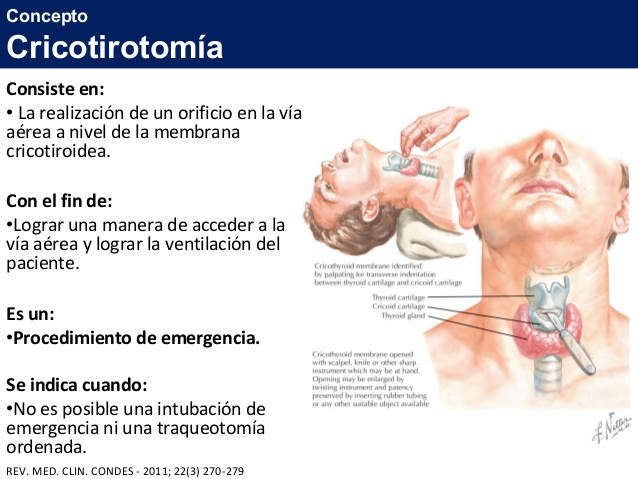 Concepto
Cricotirotomía
Consiste en:
• La realización de un orificio en la vía
aérea a nivel de la membrana
cricotiroidea.
Con el fin de:
•Lograr una manera de acceder a la
vía aérea y lograr la ventilación del
paciente.
Es un:
•Procedimiento de emergencia.
Se indica cuando:
•No es posible una intubación de
emergencia ni una traqueotomía
ordenada.
REV. MED. CLIN. CONDES - 2011; 22(3) 270-279
Cricothyroid membrane identified
by palpating for transverse indentation
between thyroid cartilage and cricoid cartilage
Thyroid cartilage
Cricoid cartilage
Thyroid gland
Cricothyroid membrane opened
with scalpel, knife or other sharp
instrument which may be at hand.
Opening may be enlarged by
twisting instrument and patency
preserved by inserting rubber tubing
or any other suitable object available
F. Netter
M.D.